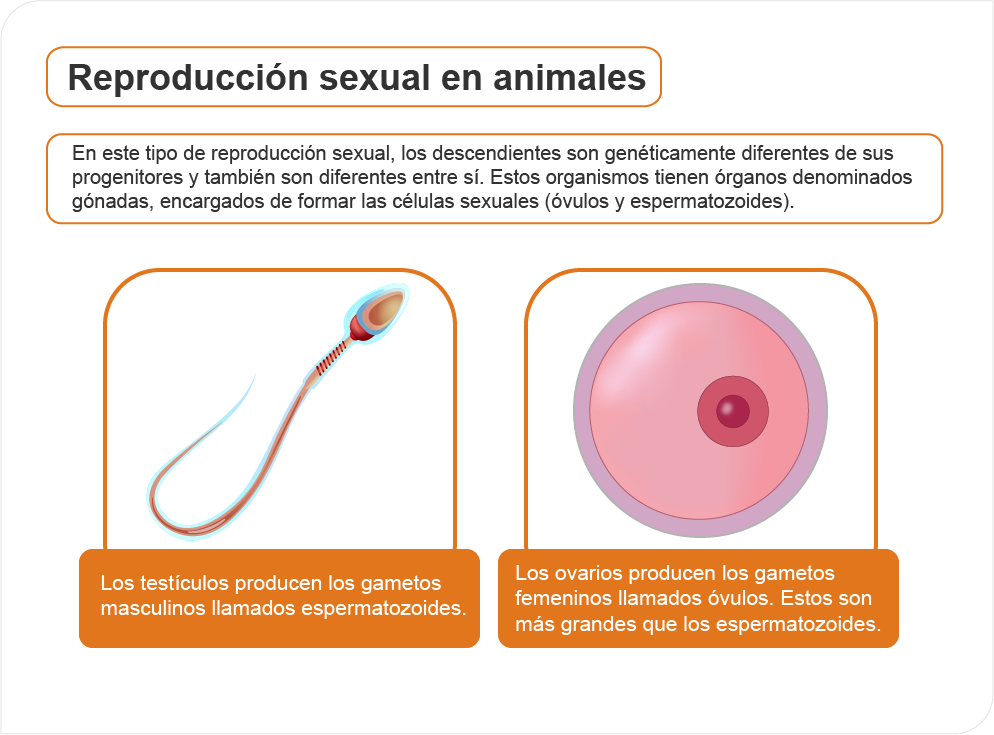 Reproducción sexual en animales
En este tipo de reproducción sexual, los descendientes son genéticamente diferentes de sus
progenitores y también son diferentes entre sí. Estos organismos tienen órganos denominados
gónadas, encargados de formar las células sexuales (óvulos y espermatozoides).
Los testículos producen los gametos
masculinos llamados espermatozoides.
Los ovarios producen los gametos
femeninos llamados óvulos. Estos son
más grandes que los espermatozoides.